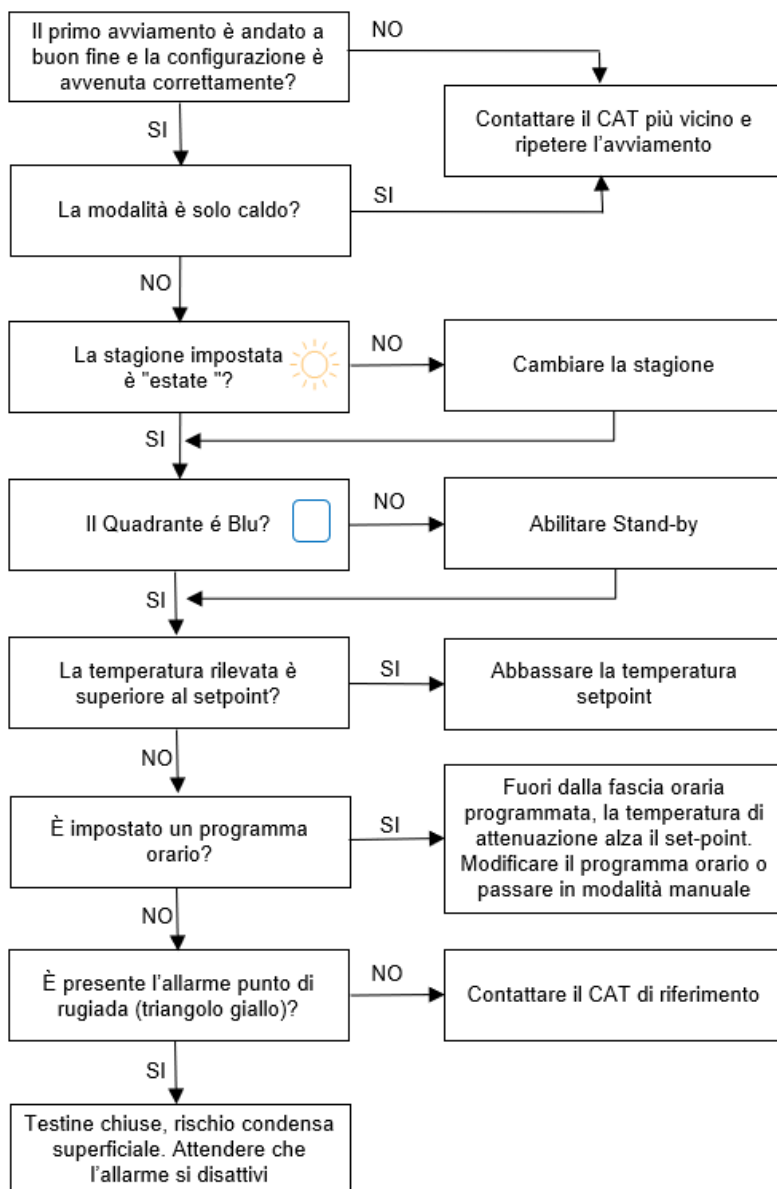 Il primo avviamento è andato a
buon fine e la configurazione è
avvenuta correttamente?
NO
Contattare il CAT più vicino e
ripetere l'avviamento
SI
La modalità è solo caldo?
SI
NO
La stagione impostata
è "estate "?
NO
Cambiare la stagione
SI
Il Quadrante é Blu?
NO
Abilitare Stand-by
SI
La temperatura rilevata è
superiore al setpoint?
SI
Abbassare la temperatura
setpoint
NO
È impostato un programma
orario?
SI
Fuori dalla fascia oraria
programmata, la temperatura di
attenuazione alza il set-point.
Modificare il programma orario o
passare in modalità manuale
NO
È presente l'allarme punto di
rugiada (triangolo giallo)?
NO
Contattare il CAT di riferimento
SI
Testine chiuse, rischio condensa
superficiale. Attendere che
l'allarme si disattivi